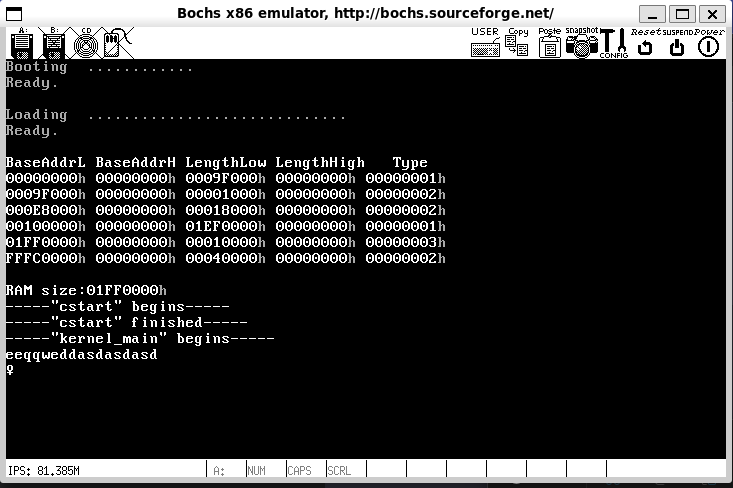 Bochs x86 emulator, http://bochs.sourceforge.net/
A: B: CD USER Copy Poste snapshot CONFIG Reset SUSPEND Power
Booting ............
Ready.
Loading .............................
Ready.
BaseAddrL BaseAddrH LengthLow LengthHigh Type
00000000h 00000000h 0009F000h 00000000h 00000001h
0009F000h 00000000h 00001000h 00000000h 00000002h
000E8000h 00000000h 00018000h 00000000h 00000002h
00100000h 00000000h 01EF0000h 00000000h 00000001h
01FF0000h 00000000h 00010000h 00000000h 00000003h
FFFC0000h 00000000h 00040000h 00000000h 00000002h
RAM size:01FF0000h
-----"cstart" begins-----
-----"cstart" finished-----
-----"kernel_main" begins-----
eeqqweddasdasdasd
♀
IPS: 81.385M A: NUM CAPS SCRL